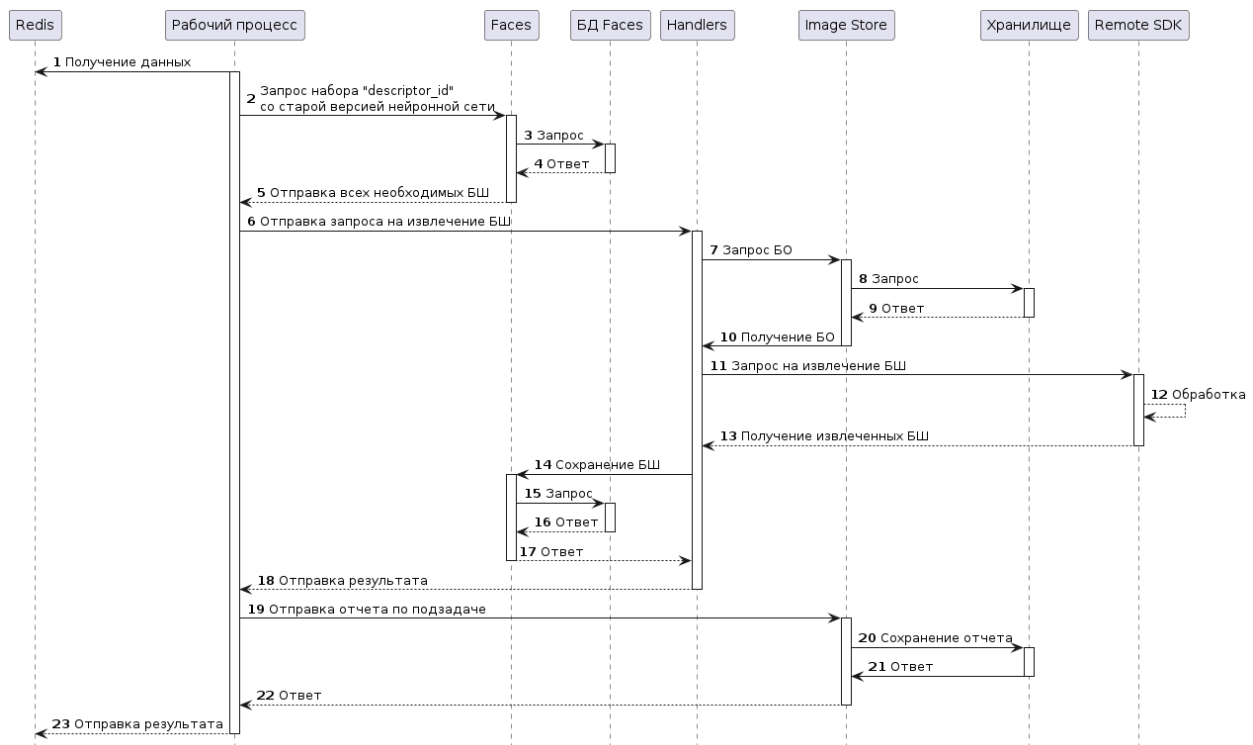 Redis
Рабочий процесс
Faces
БД Faces
Handlers
Image Store
Хранилище
Remote SDK
1 Получение данных
2 Запрос набора "descriptor_id"
со старой версией нейронной сети
3 Запрос
4 Ответ
5 Отправка всех необходимых БШ
6 Отправка запроса на извлечение БШ
7 Запрос БО
8 Запрос
9 Ответ
10 Получение БО
11 Запрос на извлечение БШ
12 Обработка
13 Получение извлеченных БШ
14 Сохранение БШ
15 Запрос
16 Ответ
17 Ответ
18 Отправка результата
19 Отправка отчета по подзадаче
20 Сохранение отчета
21 Ответ
22 Ответ
23 Отправка результата